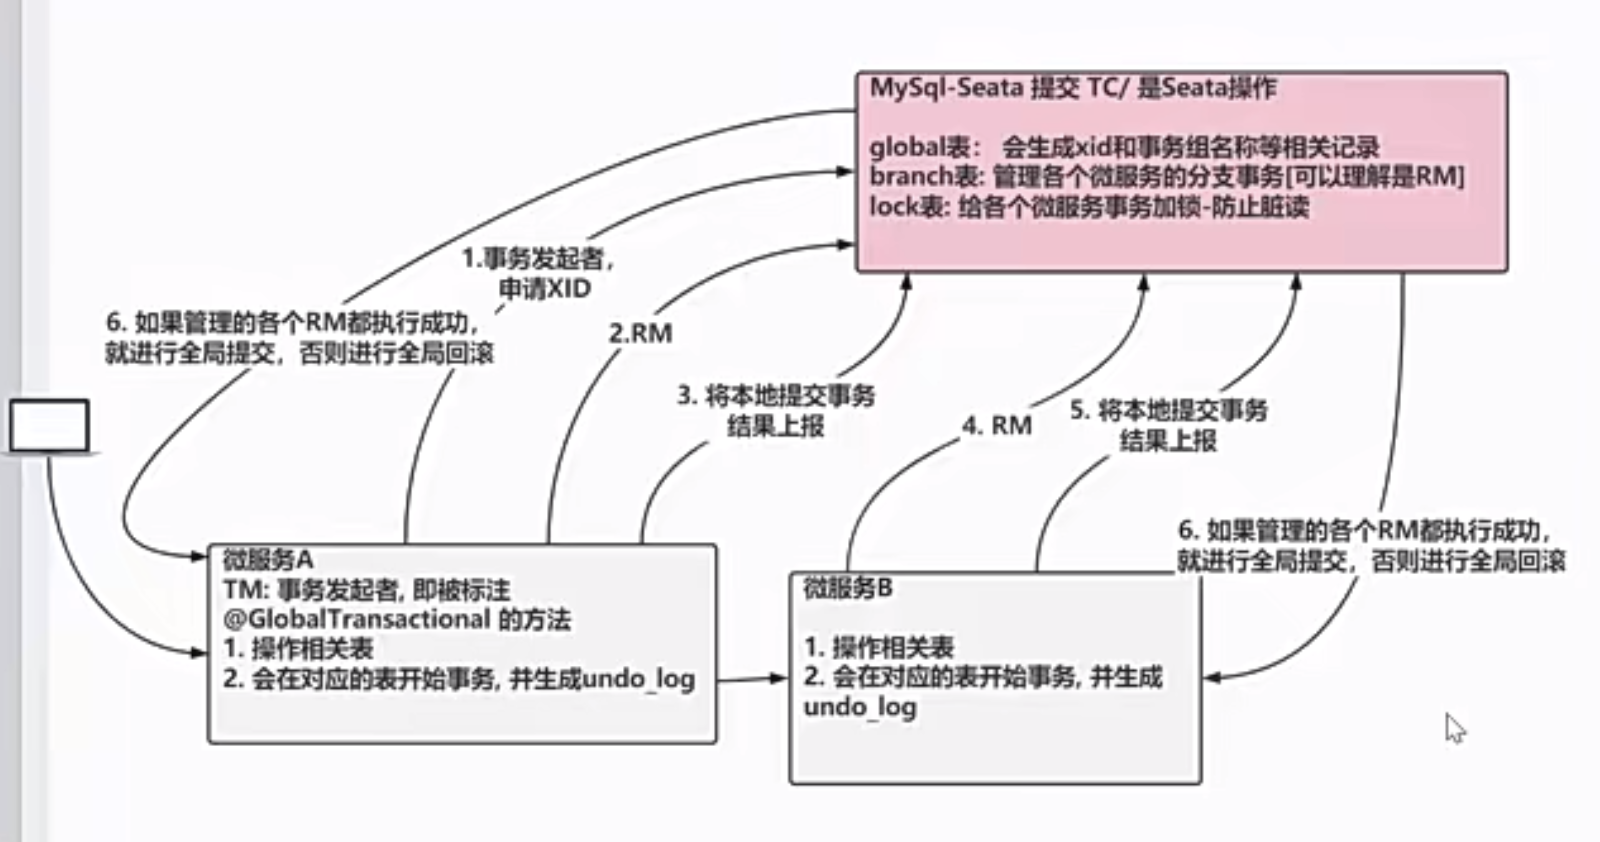 MySql-Seata 提交 TC/ 是Seata操作
global表： 会生成xid和事务组名称等相关记录
branch表: 管理各个微服务的分支事务[可以理解是RM]
lock表: 给各个微服务事务加锁-防止脏读
1.事务发起者，
申请XID
6. 如果管理的各个RM都执行成功，
就进行全局提交，否则进行全局回滚
2.RM
3. 将本地提交事务
结果上报
4. RM
5. 将本地提交事务
结果上报
6. 如果管理的各个RM都执行成功，
就进行全局提交，否则进行全局回滚
微服务A
TM: 事务发起者, 即被标注
@GlobalTransactional 的方法
1. 操作相关表
2. 会在对应的表开始事务, 并生成undo_log
微服务B
1. 操作相关表
2. 会在对应的表开始事务, 并生成
undo_log